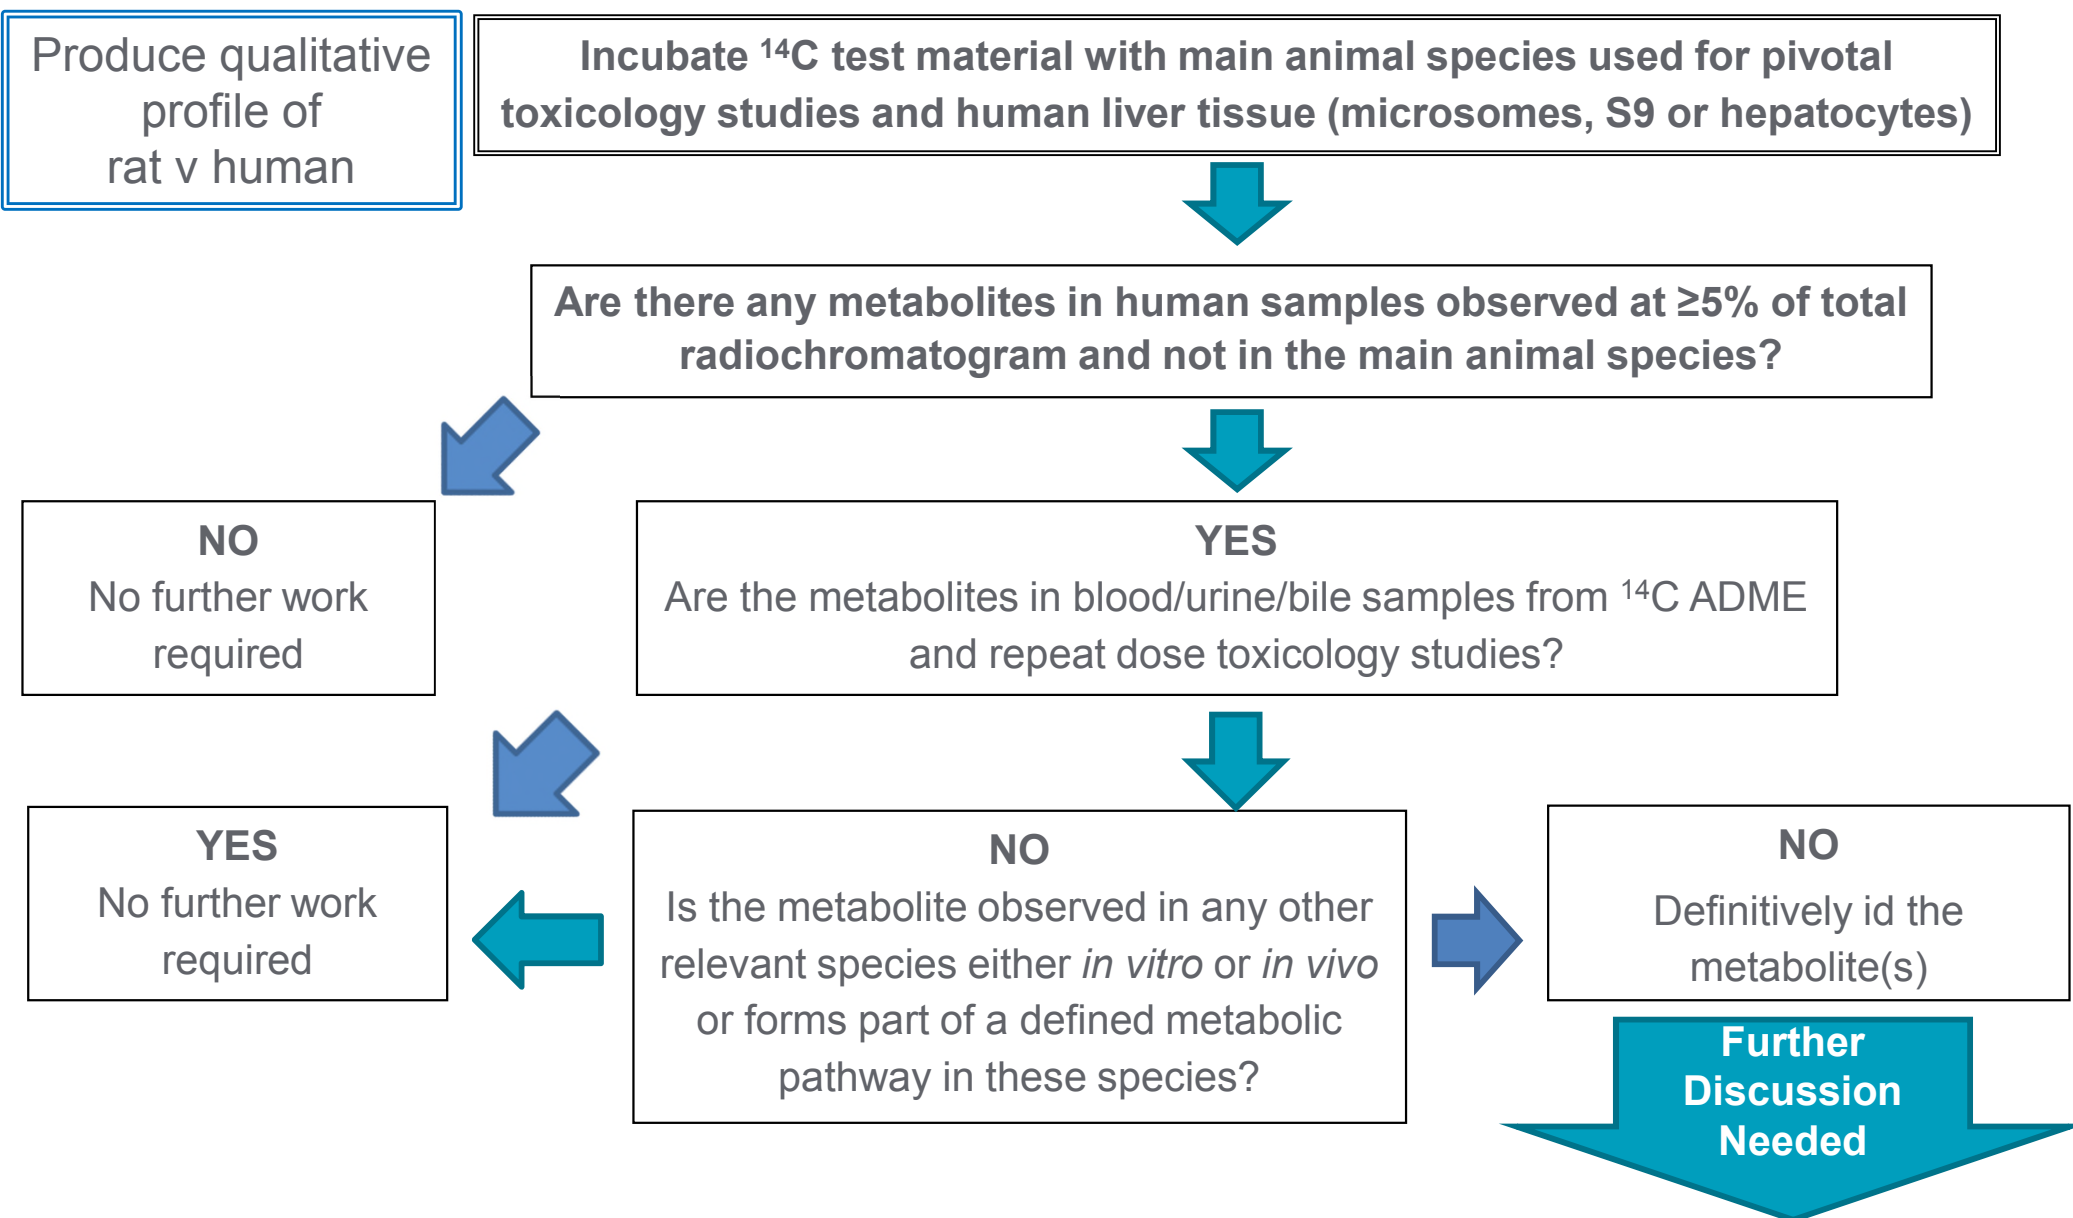 Produce qualitative
profile of
rat v human
Incubate ¹⁴C test material with main animal species used for pivotal
toxicology studies and human liver tissue (microsomes, S9 or hepatocytes)
Are there any metabolites in human samples observed at ≥5% of total
radiochromatogram and not in the main animal species?
NO
No further work
required
YES
Are the metabolites in blood/urine/bile samples from ¹⁴C ADME
and repeat dose toxicology studies?
YES
No further work
required
NO
Is the metabolite observed in any other
relevant species either in vitro or in vivo
or forms part of a defined metabolic
pathway in these species?
NO
Definitively id the
metabolite(s)
Further
Discussion
Needed